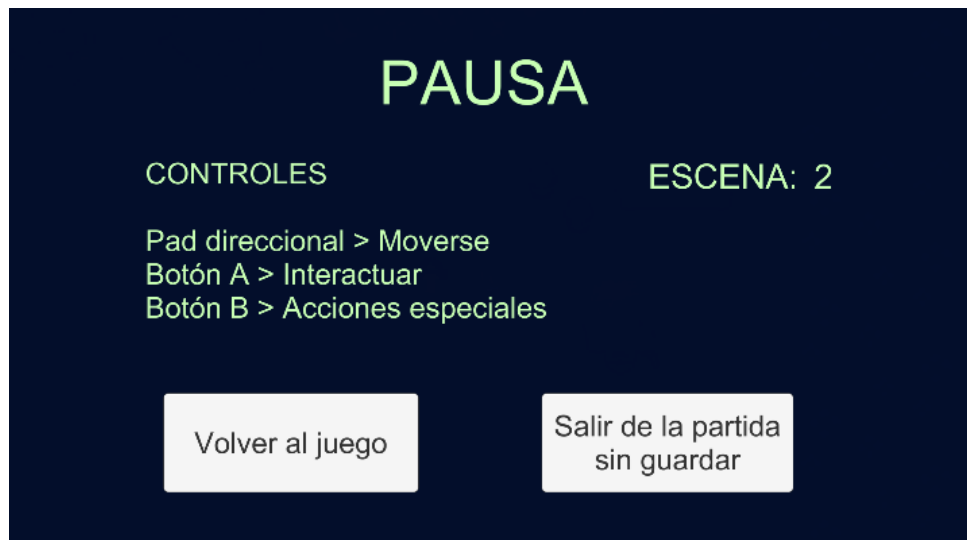 PAUSA
CONTROLES
ESCENA: 2
Pad direccional > Moverse
Botón A > Interactuar
Botón B > Acciones especiales
Volver al juego
Salir de la partida
sin guardar